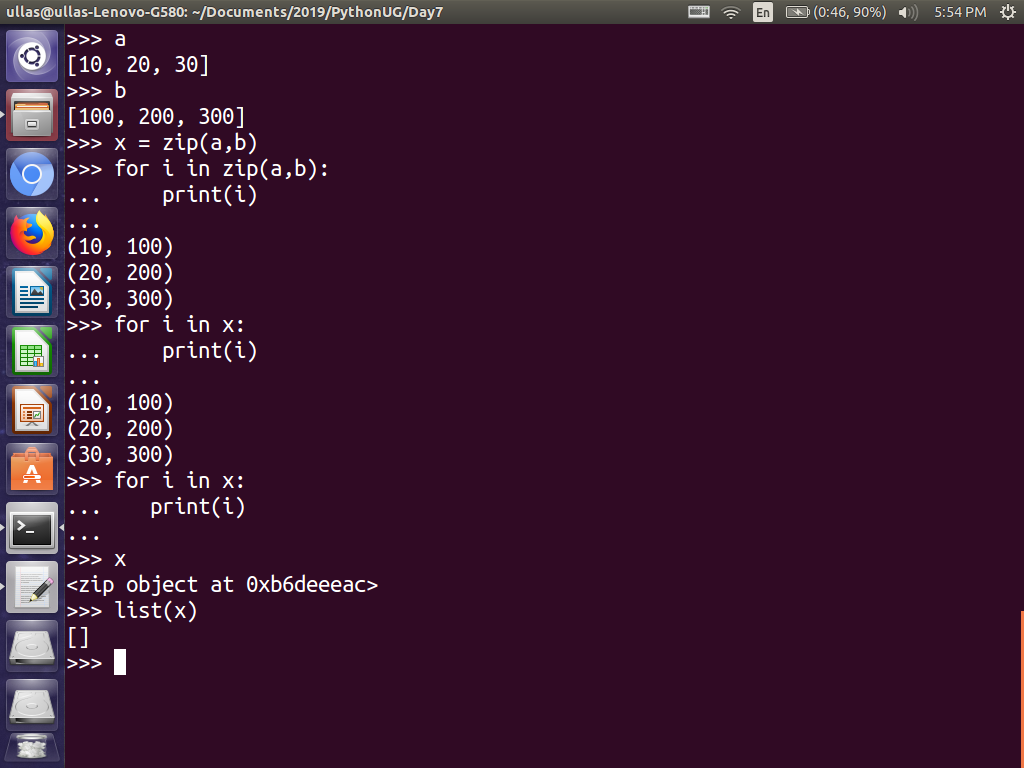 ullas@ullas-Lenovo-G580: ~/Documents/2019/PythonUG/Day7 En (0:46, 90%) 5:54 PM
>>> a
[10, 20, 30]
>>> b
[100, 200, 300]
>>> x = zip(a,b)
>>> for i in zip(a,b):
...     print(i)
...
(10, 100)
(20, 200)
(30, 300)
>>> for i in x:
...     print(i)
...
(10, 100)
(20, 200)
(30, 300)
>>> for i in x:
...    print(i)
...
>>> x
<zip object at 0xb6deeeac>
>>> list(x)
[]
>>>